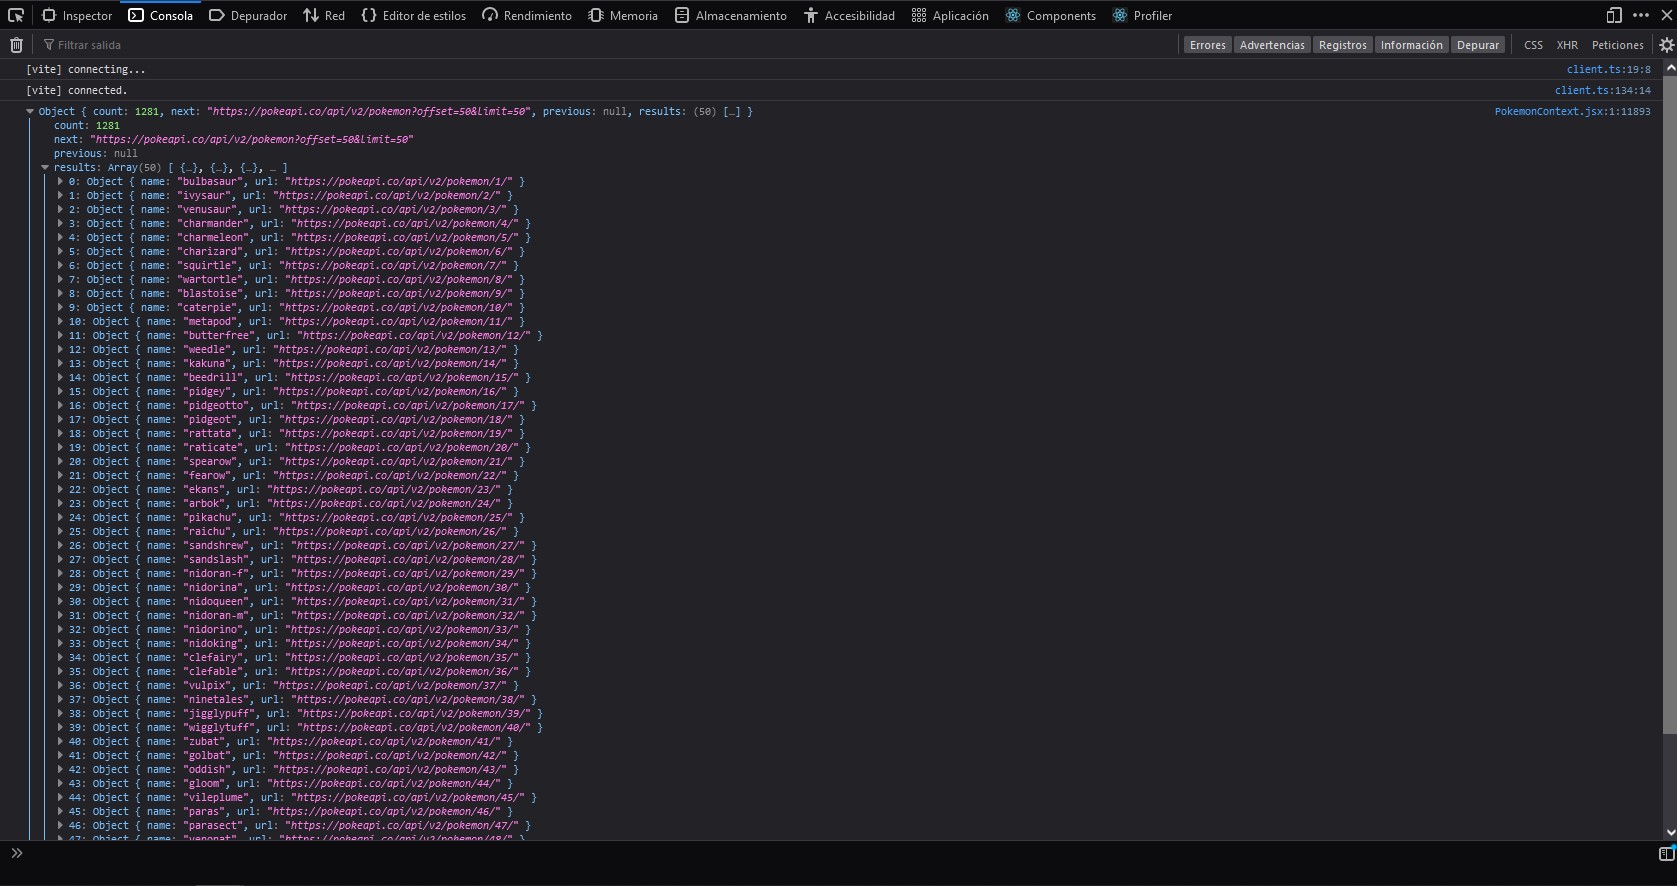 Inspector Consola Depurador Red Editor de estilos Rendimiento Memoria Almacenamiento Accesibilidad Aplicación Components Profiler
Filtrar salida Errores Advertencias Registros Información Depurar CSS XHR Peticiones
[vite] connecting... client.ts:19:8
[vite] connected. client.ts:134:14
Object { count: 1281, next: "https://pokeapi.co/api/v2/pokemon?offset=50&limit=50", previous: null, results: (50) […] } PokemonContext.jsx:1:11893
count: 1281
next: "https://pokeapi.co/api/v2/pokemon?offset=50&limit=50"
previous: null
results: Array(50) [ {…}, {…}, {…}, … ]
0: Object { name: "bulbasaur", url: "https://pokeapi.co/api/v2/pokemon/1/" }
1: Object { name: "ivysaur", url: "https://pokeapi.co/api/v2/pokemon/2/" }
2: Object { name: "venusaur", url: "https://pokeapi.co/api/v2/pokemon/3/" }
3: Object { name: "charmander", url: "https://pokeapi.co/api/v2/pokemon/4/" }
4: Object { name: "charmeleon", url: "https://pokeapi.co/api/v2/pokemon/5/" }
5: Object { name: "charizard", url: "https://pokeapi.co/api/v2/pokemon/6/" }
6: Object { name: "squirtle", url: "https://pokeapi.co/api/v2/pokemon/7/" }
7: Object { name: "wartortle", url: "https://pokeapi.co/api/v2/pokemon/8/" }
8: Object { name: "blastoise", url: "https://pokeapi.co/api/v2/pokemon/9/" }
9: Object { name: "caterpie", url: "https://pokeapi.co/api/v2/pokemon/10/" }
10: Object { name: "metapod", url: "https://pokeapi.co/api/v2/pokemon/11/" }
11: Object { name: "butterfree", url: "https://pokeapi.co/api/v2/pokemon/12/" }
12: Object { name: "weedle", url: "https://pokeapi.co/api/v2/pokemon/13/" }
13: Object { name: "kakuna", url: "https://pokeapi.co/api/v2/pokemon/14/" }
14: Object { name: "beedrill", url: "https://pokeapi.co/api/v2/pokemon/15/" }
15: Object { name: "pidgey", url: "https://pokeapi.co/api/v2/pokemon/16/" }
16: Object { name: "pidgeotto", url: "https://pokeapi.co/api/v2/pokemon/17/" }
17: Object { name: "pidgeot", url: "https://pokeapi.co/api/v2/pokemon/18/" }
18: Object { name: "rattata", url: "https://pokeapi.co/api/v2/pokemon/19/" }
19: Object { name: "raticate", url: "https://pokeapi.co/api/v2/pokemon/20/" }
20: Object { name: "spearow", url: "https://pokeapi.co/api/v2/pokemon/21/" }
21: Object { name: "fearow", url: "https://pokeapi.co/api/v2/pokemon/22/" }
22: Object { name: "ekans", url: "https://pokeapi.co/api/v2/pokemon/23/" }
23: Object { name: "arbok", url: "https://pokeapi.co/api/v2/pokemon/24/" }
24: Object { name: "pikachu", url: "https://pokeapi.co/api/v2/pokemon/25/" }
25: Object { name: "raichu", url: "https://pokeapi.co/api/v2/pokemon/26/" }
26: Object { name: "sandshrew", url: "https://pokeapi.co/api/v2/pokemon/27/" }
27: Object { name: "sandslash", url: "https://pokeapi.co/api/v2/pokemon/28/" }
28: Object { name: "nidoran-f", url: "https://pokeapi.co/api/v2/pokemon/29/" }
29: Object { name: "nidorina", url: "https://pokeapi.co/api/v2/pokemon/30/" }
30: Object { name: "nidoqueen", url: "https://pokeapi.co/api/v2/pokemon/31/" }
31: Object { name: "nidoran-m", url: "https://pokeapi.co/api/v2/pokemon/32/" }
32: Object { name: "nidorino", url: "https://pokeapi.co/api/v2/pokemon/33/" }
33: Object { name: "nidoking", url: "https://pokeapi.co/api/v2/pokemon/34/" }
34: Object { name: "clefairy", url: "https://pokeapi.co/api/v2/pokemon/35/" }
35: Object { name: "clefable", url: "https://pokeapi.co/api/v2/pokemon/36/" }
36: Object { name: "vulpix", url: "https://pokeapi.co/api/v2/pokemon/37/" }
37: Object { name: "ninetales", url: "https://pokeapi.co/api/v2/pokemon/38/" }
38: Object { name: "jigglypuff", url: "https://pokeapi.co/api/v2/pokemon/39/" }
39: Object { name: "wigglytuff", url: "https://pokeapi.co/api/v2/pokemon/40/" }
40: Object { name: "zubat", url: "https://pokeapi.co/api/v2/pokemon/41/" }
41: Object { name: "golbat", url: "https://pokeapi.co/api/v2/pokemon/42/" }
42: Object { name: "oddish", url: "https://pokeapi.co/api/v2/pokemon/43/" }
43: Object { name: "gloom", url: "https://pokeapi.co/api/v2/pokemon/44/" }
44: Object { name: "vileplume", url: "https://pokeapi.co/api/v2/pokemon/45/" }
45: Object { name: "paras", url: "https://pokeapi.co/api/v2/pokemon/46/" }
46: Object { name: "parasect", url: "https://pokeapi.co/api/v2/pokemon/47/" }
47: Object { name: "venonat", url: "https://pokeapi.co/api/v2/pokemon/48/" }